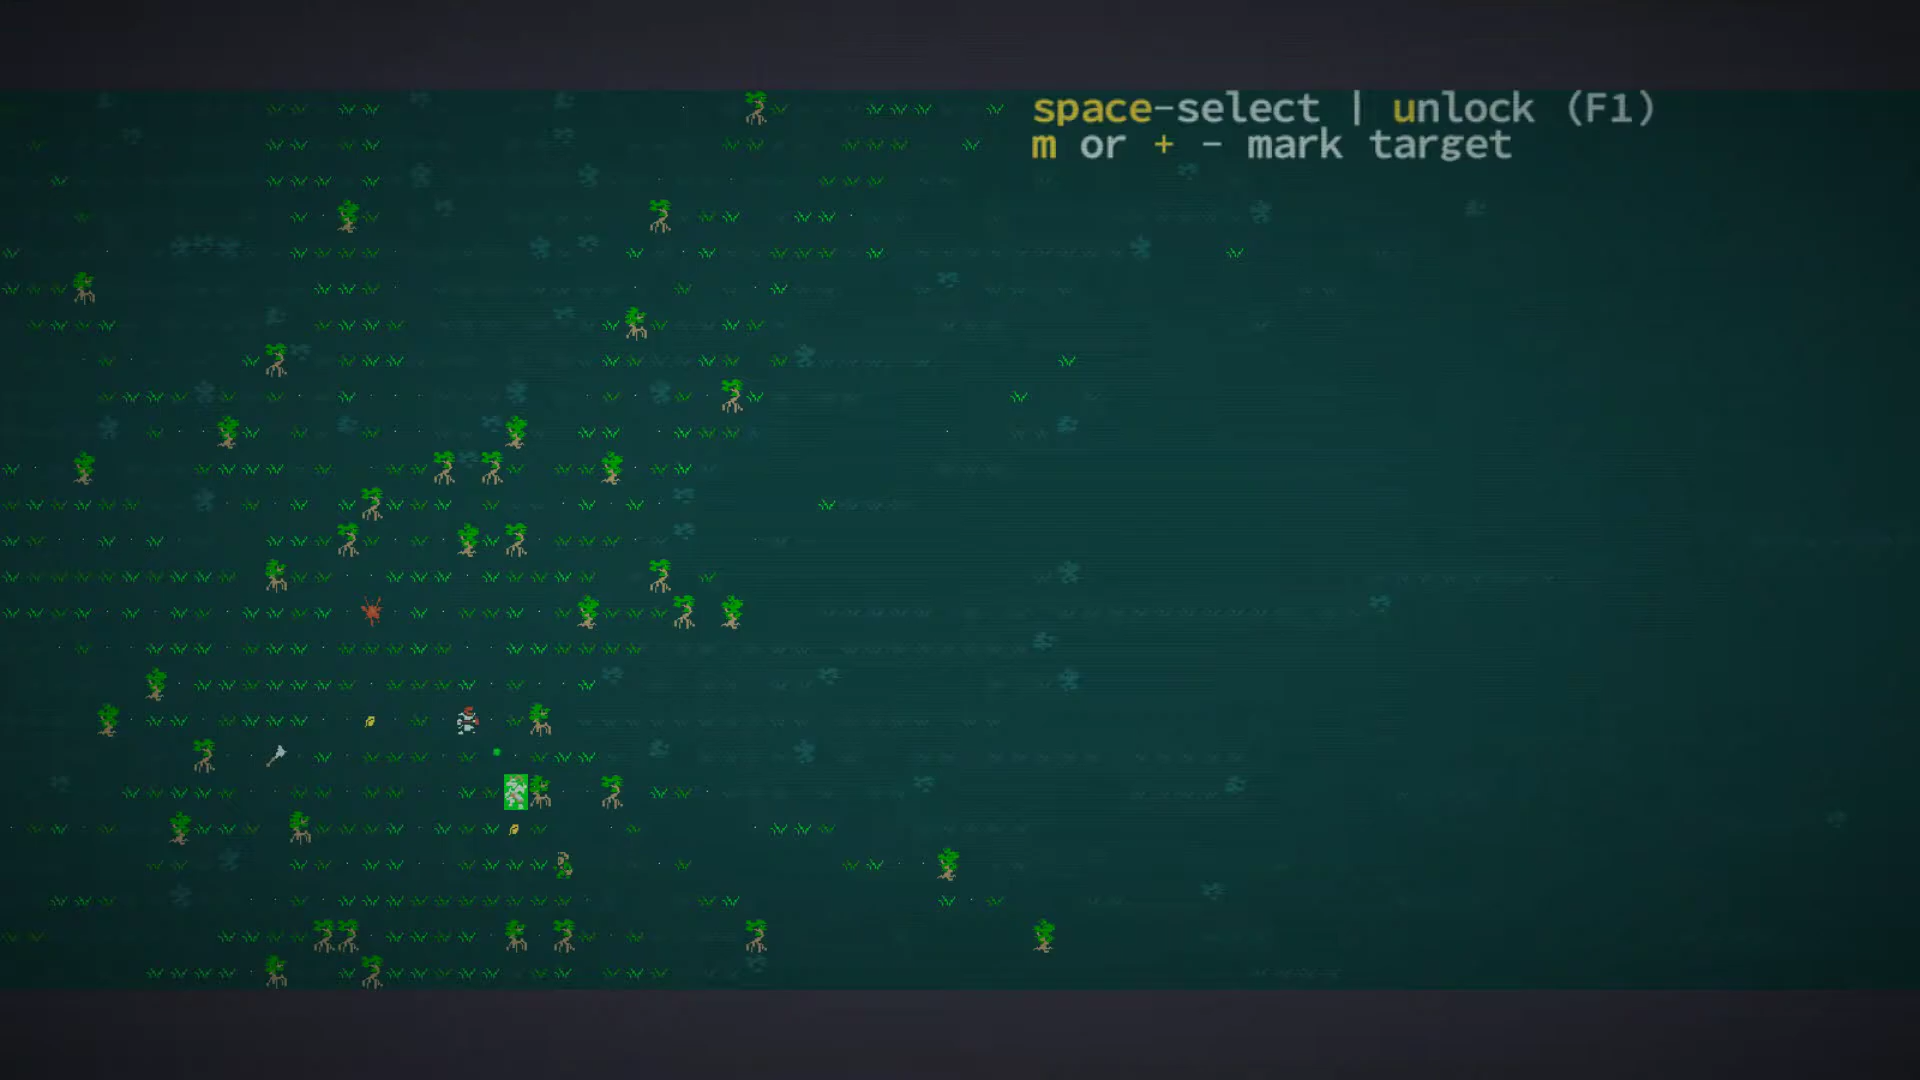 space-select | unlock (F1)
m or + - mark target